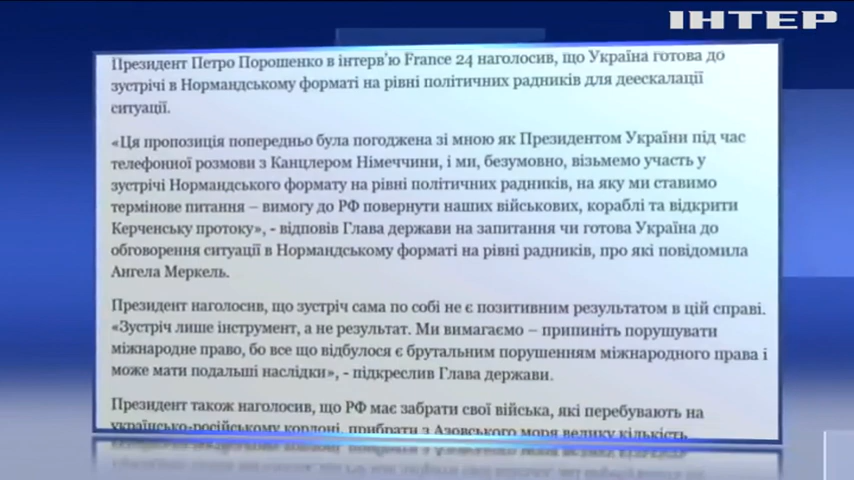 ІНТЕР
Президент Петро Порошенко в інтерв'ю France 24 наголосив, що Україна готова до
зустрічі в Нормандському форматі на рівні політичних радників для деескалації
ситуації.
«Ця пропозиція попередньо була погоджена зі мною як Президентом України під час
телефонної розмови з Канцлером Німеччини, і ми, безумовно, візьмемо участь у
зустрічі Нормандського формату на рівні політичних радників, на яку ми ставимо
термінове питання – вимогу до РФ повернути наших військових, кораблі та відкрити
Керченську протоку», - відповів Глава держави на запитання чи готова Україна до
обговорення ситуації в Нормандському форматі на рівні радників, про які повідомила
Ангела Меркель.
Президент наголосив, що зустріч сама по собі не є позитивним результатом в цій справі.
«Зустріч лише інструмент, а не результат. Ми вимагаємо – припиніть порушувати
міжнародне право, бо все що відбулося є брутальним порушенням міжнародного права і
може мати подальші наслідки», - підкреслив Глава держави.
Президент також наголосив, що РФ має забрати свої війська, які перебувають на
українсько-російському кордоні, прибрати з Азовського моря велику кількість